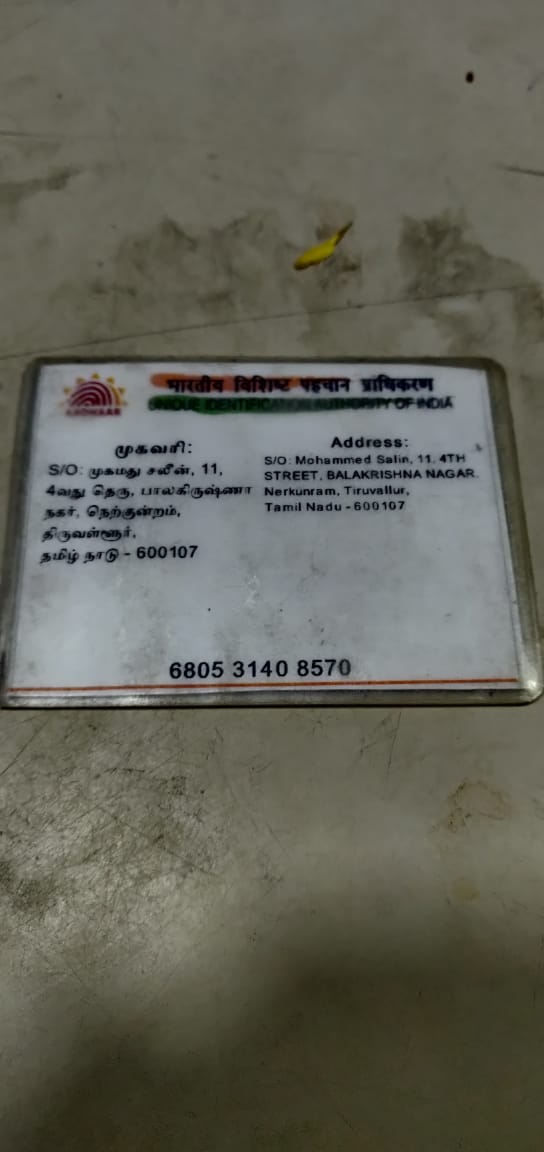 भारतीय विशिष्ट पहचान प्राधिकरण
UNIQUE IDENTIFICATION AUTHORITY OF INDIA
AADHAAR
முகவரி:
S/O: முகமது சலீன், 11,
4வது தெரு, பாலகிருஷ்ணா
நகர், நெற்குன்றம்,
திருவள்ளூர்,
தமிழ் நாடு - 600107
Address:
S/O: Mohammed Salin, 11, 4TH
STREET, BALAKRISHNA NAGAR,
Nerkunram, Tiruvallur,
Tamil Nadu - 600107
6805 3140 8570